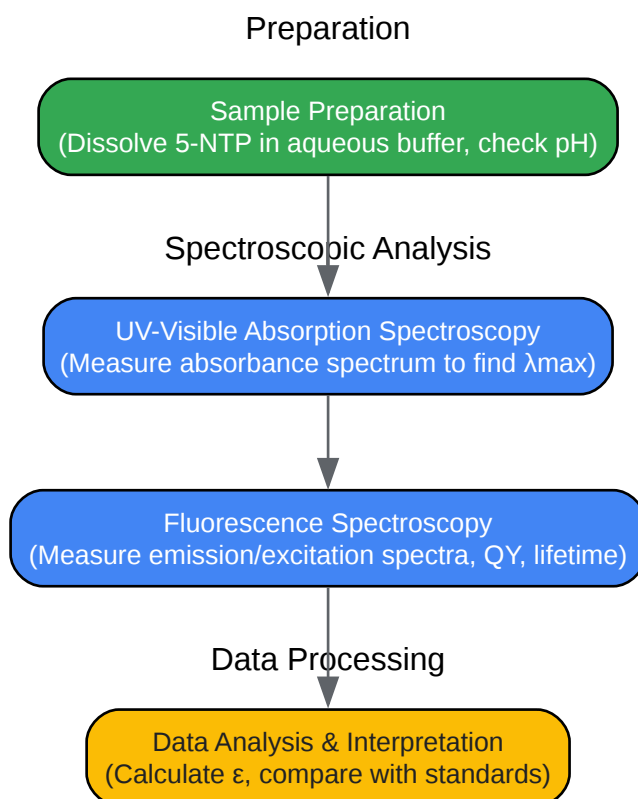 Preparation
Sample Preparation
(Dissolve 5-NTP in aqueous buffer, check pH)
Spectroscopic Analysis
UV-Visible Absorption Spectroscopy
(Measure absorbance spectrum to find λmax)
Fluorescence Spectroscopy
(Measure emission/excitation spectra, QY, lifetime)
Data Processing
Data Analysis & Interpretation
(Calculate ε, compare with standards)